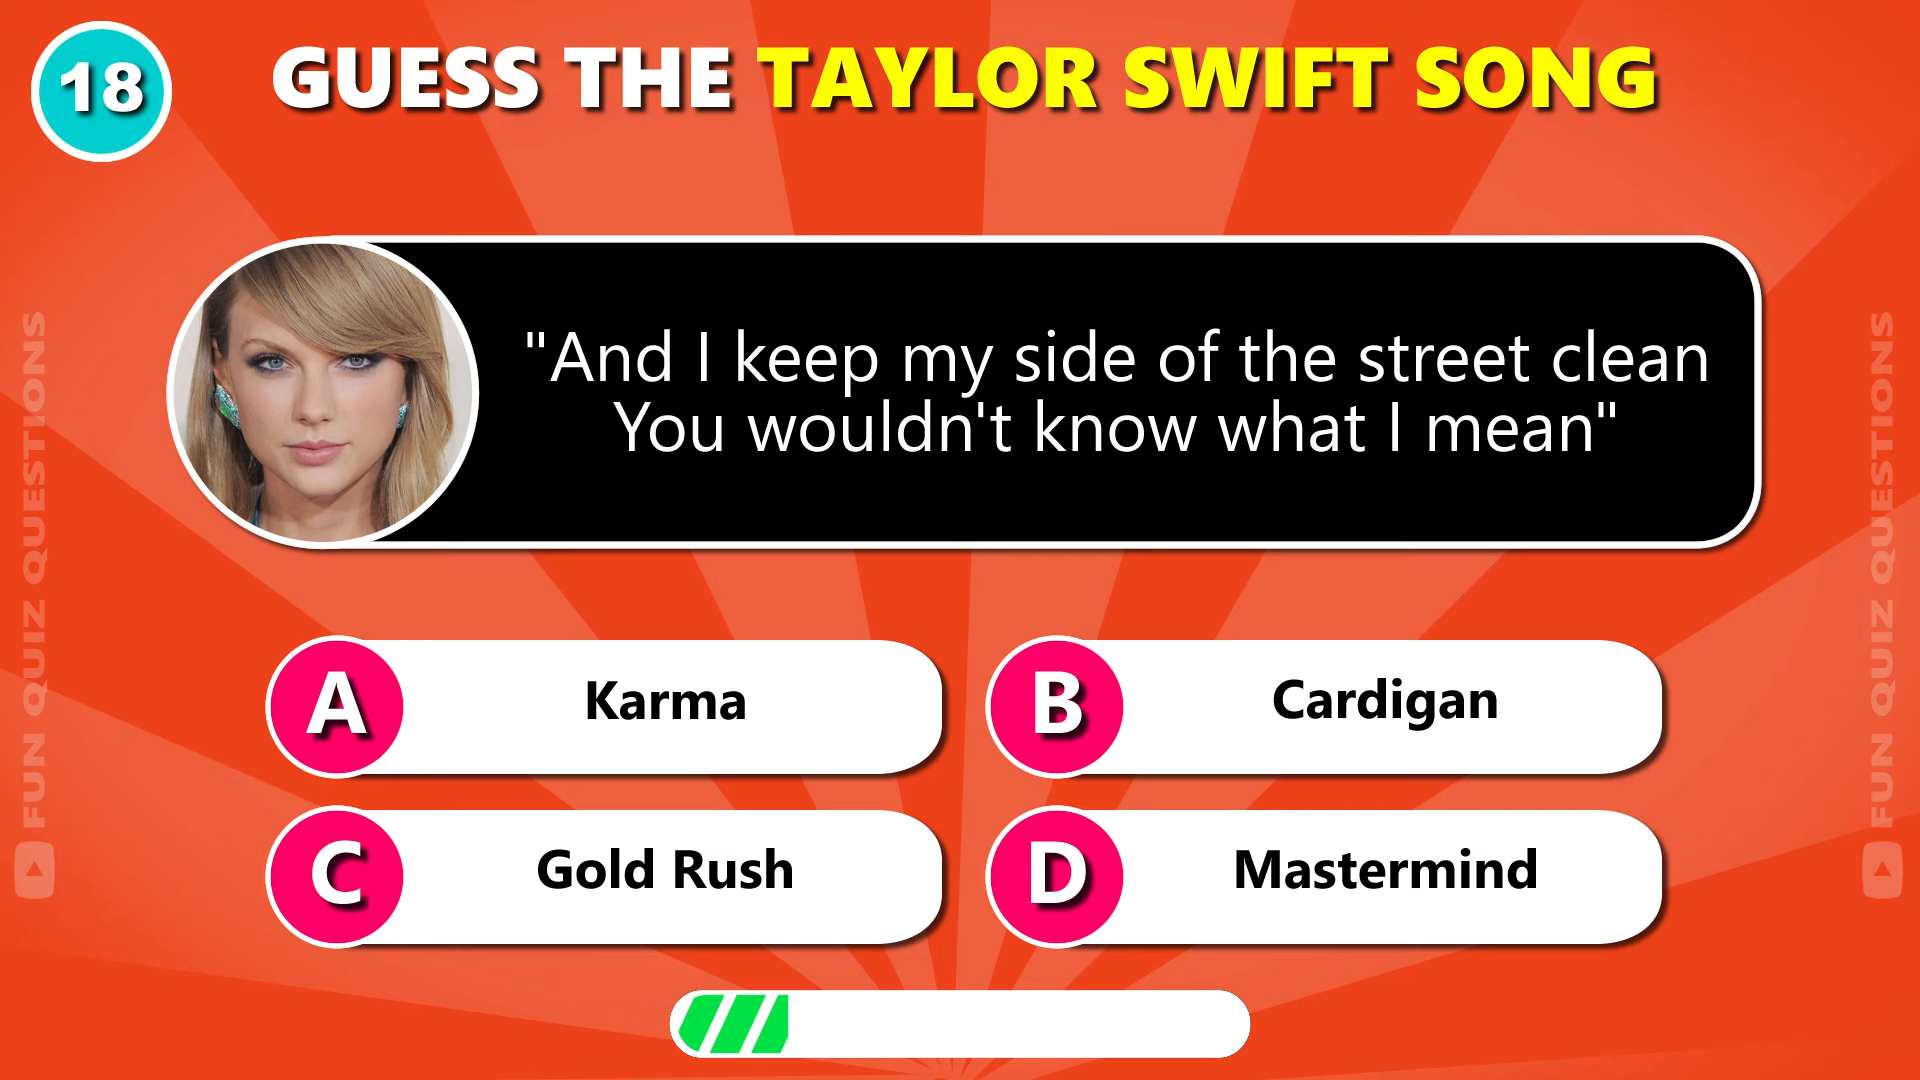 18
GUESS THE TAYLOR SWIFT SONG
"And I keep my side of the street clean
You wouldn't know what I mean"
A Karma
B Cardigan
C Gold Rush
D Mastermind
FUN QUIZ QUESTIONS
FUN QUIZ QUESTIONS